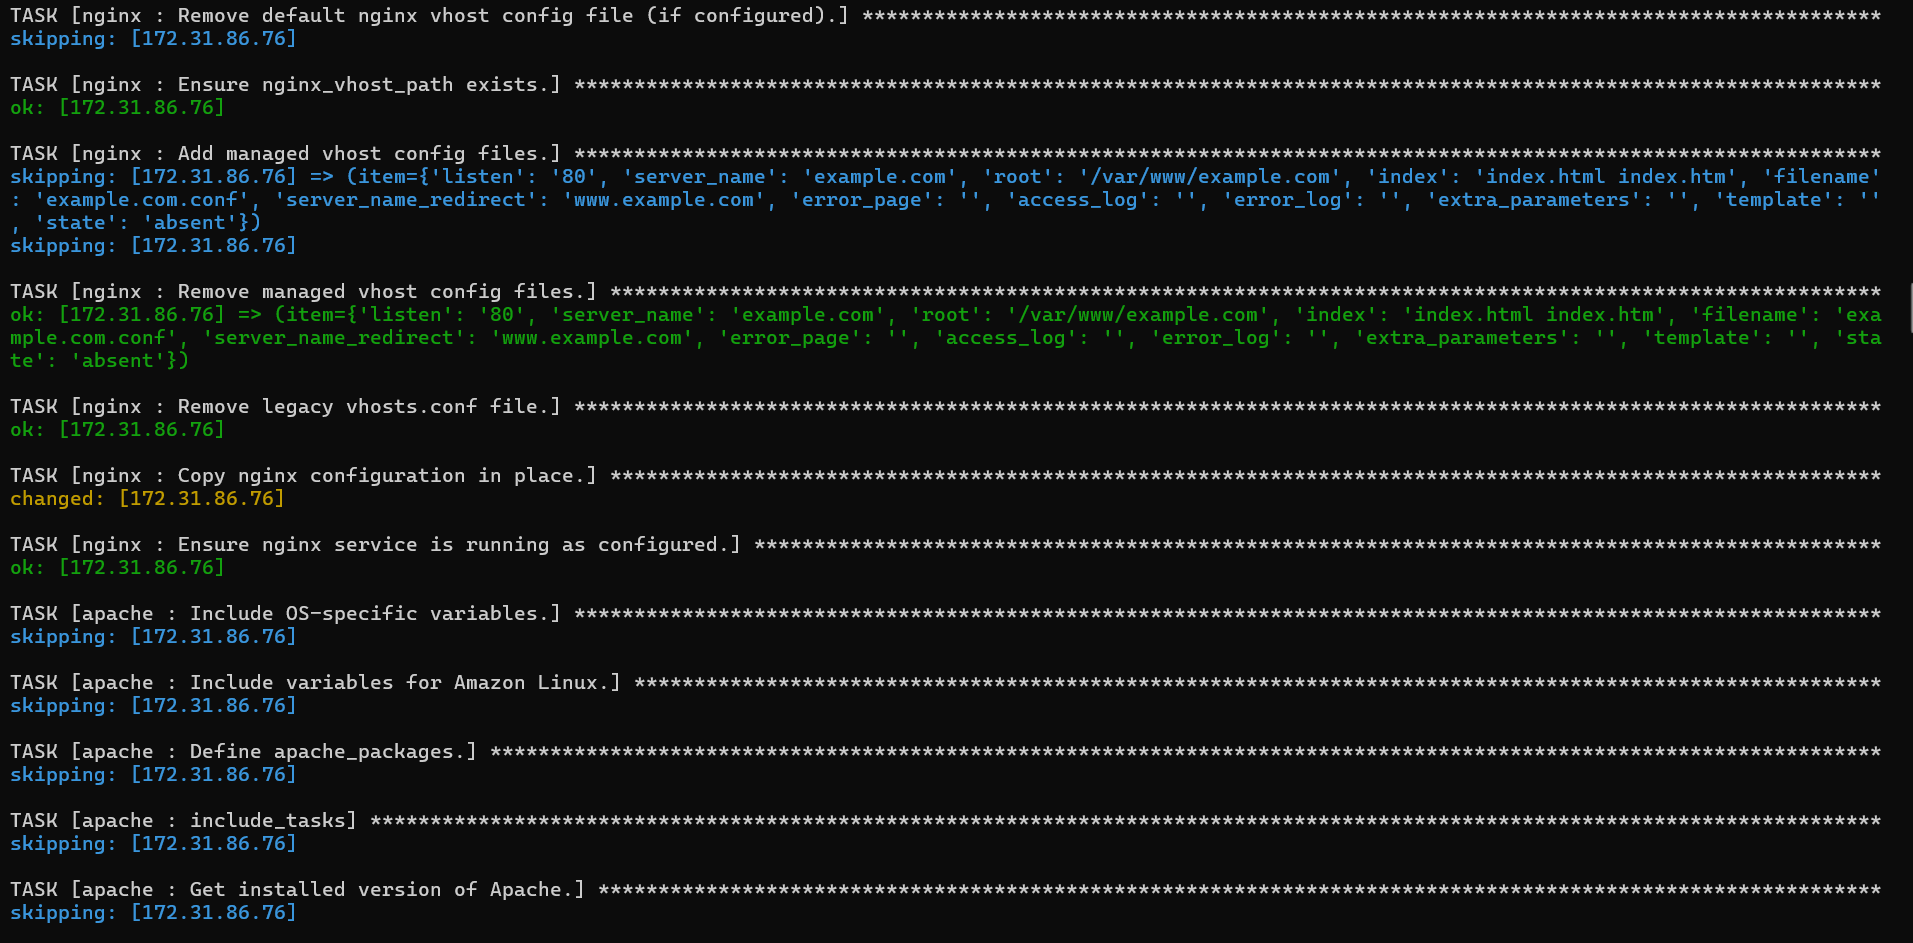 TASK [nginx : Remove default nginx vhost config file (if configured).] *************************************************************************************
skipping: [172.31.86.76]
TASK [nginx : Ensure nginx_vhost_path exists.] *************************************************************************************************************
ok: [172.31.86.76]
TASK [nginx : Add managed vhost config files.] *************************************************************************************************************
skipping: [172.31.86.76] => (item={'listen': '80', 'server_name': 'example.com', 'root': '/var/www/example.com', 'index': 'index.html index.htm', 'filename'
: 'example.com.conf', 'server_name_redirect': 'www.example.com', 'error_page': '', 'access_log': '', 'error_log': '', 'extra_parameters': '', 'template': ''
, 'state': 'absent'})
skipping: [172.31.86.76]
TASK [nginx : Remove managed vhost config files.] **********************************************************************************************************
ok: [172.31.86.76] => (item={'listen': '80', 'server_name': 'example.com', 'root': '/var/www/example.com', 'index': 'index.html index.htm', 'filename': 'exa
mple.com.conf', 'server_name_redirect': 'www.example.com', 'error_page': '', 'access_log': '', 'error_log': '', 'extra_parameters': '', 'template': '', 'sta
te': 'absent'})
TASK [nginx : Remove legacy vhosts.conf file.] *************************************************************************************************************
ok: [172.31.86.76]
TASK [nginx : Copy nginx configuration in place.] **********************************************************************************************************
changed: [172.31.86.76]
TASK [nginx : Ensure nginx service is running as configured.] **********************************************************************************************
ok: [172.31.86.76]
TASK [apache : Include OS-specific variables.] *************************************************************************************************************
skipping: [172.31.86.76]
TASK [apache : Include variables for Amazon Linux.] ********************************************************************************************************
skipping: [172.31.86.76]
TASK [apache : Define apache_packages.] ********************************************************************************************************************
skipping: [172.31.86.76]
TASK [apache : include_tasks] ******************************************************************************************************************************
skipping: [172.31.86.76]
TASK [apache : Get installed version of Apache.] ***********************************************************************************************************
skipping: [172.31.86.76]